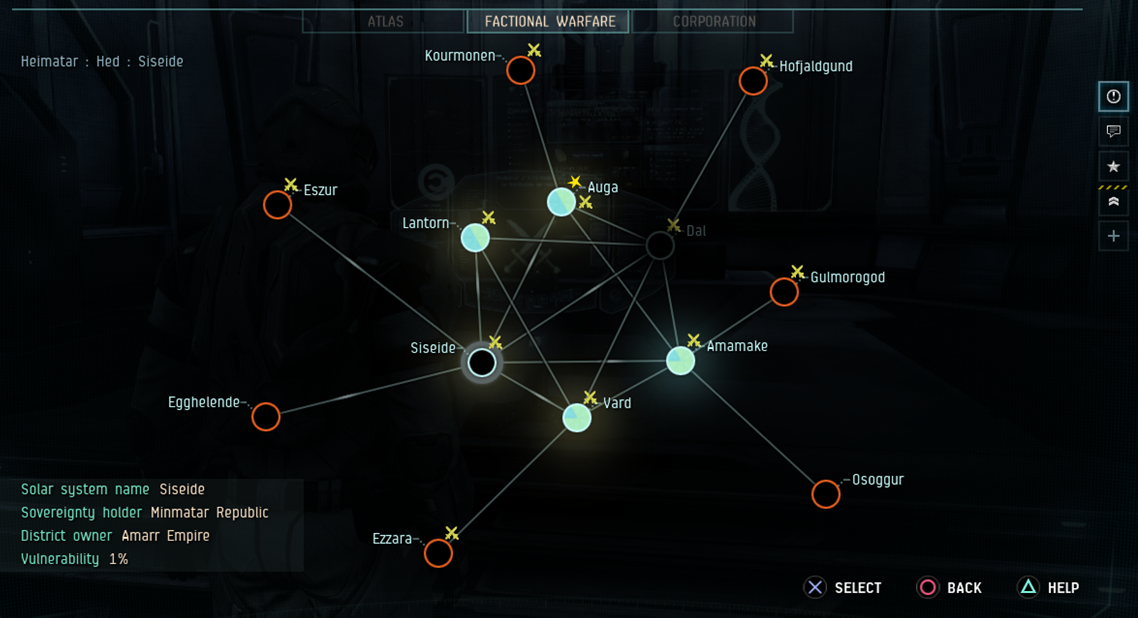 ATLAS
FACTIONAL WARFARE
CORPORATION
Heimatar : Hed : Siseide
Kourmonen
Hofjaldgund
Eszur
Auga
Lantorn
Dal
Gulmorogod
Siseide
Amamake
Egghelende
Vard
Osoggur
Ezzara
Solar system name Siseide
Sovereignty holder Minmatar Republic
District owner Amarr Empire
Vulnerability 1%
SELECT
BACK
HELP